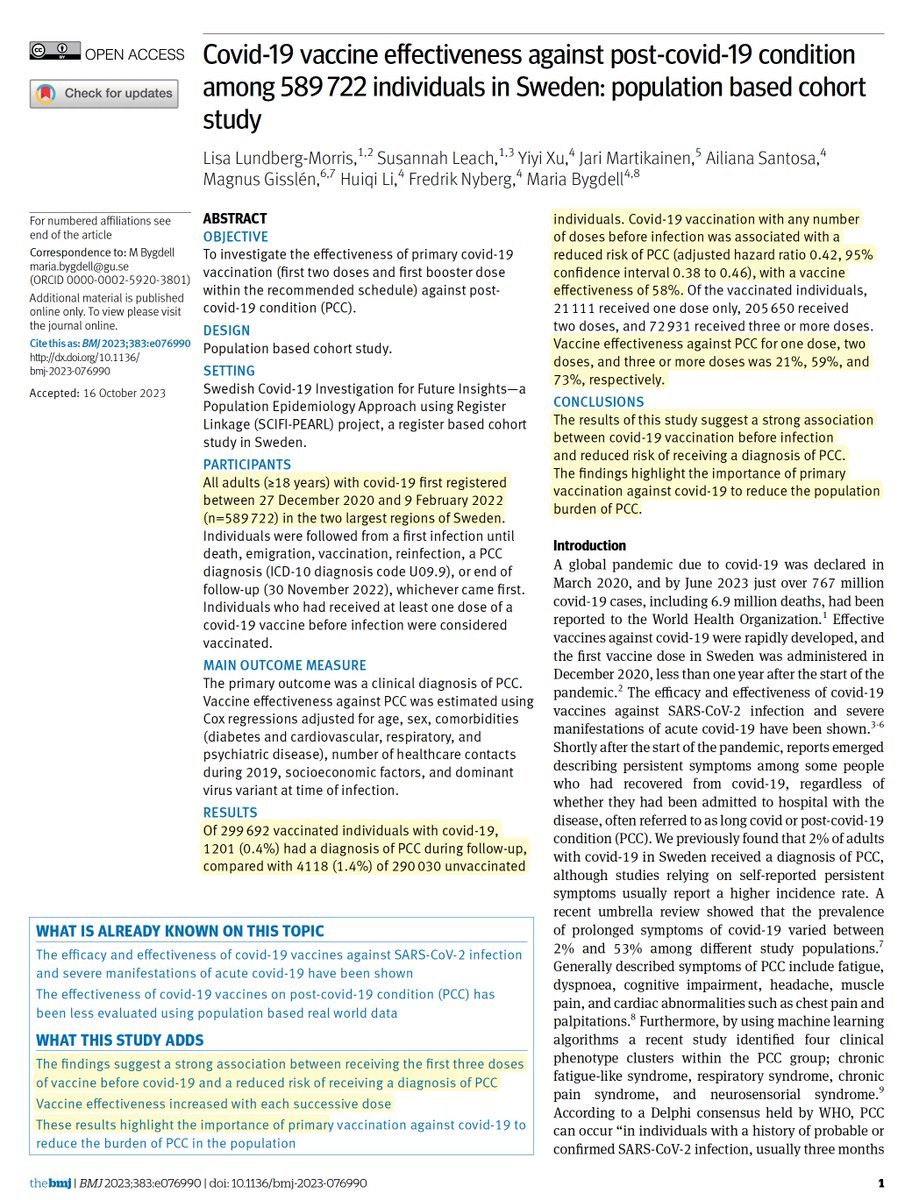 OPEN ACCESS
Check for updates
Covid-19 vaccine effectiveness against post-covid-19 condition
among 589 722 individuals in Sweden: population based cohort
study
Lisa Lundberg-Morris,1,2 Susannah Leach,1,3 Yiyi Xu,4 Jari Martikainen,5 Ailiana Santosa,4
Magnus Gisslén,6,7 Huiqi Li,4 Fredrik Nyberg,4 Maria Bygdell4,8
For numbered affiliations see
end of the article
Correspondence to: M Bygdell
maria.bygdell@gu.se
(ORCID 0000-0002-5920-3801)
Additional material is published
online only. To view please visit
the journal online.
Cite this as: BMJ 2023;383:e076990
http://dx.doi.org/10.1136/
bmj-2023-076990
Accepted: 16 October 2023
ABSTRACT
OBJECTIVE
To investigate the effectiveness of primary covid-19
vaccination (first two doses and first booster dose
within the recommended schedule) against post-
covid-19 condition (PCC).
DESIGN
Population based cohort study.
SETTING
Swedish Covid-19 Investigation for Future Insights—a
Population Epidemiology Approach using Register
Linkage (SCIFI-PEARL) project, a register based cohort
study in Sweden.
PARTICIPANTS
All adults (≥18 years) with covid-19 first registered
between 27 December 2020 and 9 February 2022
(n=589 722) in the two largest regions of Sweden.
Individuals were followed from a first infection until
death, emigration, vaccination, reinfection, a PCC
diagnosis (ICD-10 diagnosis code U09.9), or end of
follow-up (30 November 2022), whichever came first.
Individuals who had received at least one dose of a
covid-19 vaccine before infection were considered
vaccinated.
MAIN OUTCOME MEASURE
The primary outcome was a clinical diagnosis of PCC.
Vaccine effectiveness against PCC was estimated using
Cox regressions adjusted for age, sex, comorbidities
(diabetes and cardiovascular, respiratory, and
psychiatric disease), number of healthcare contacts
during 2019, socioeconomic factors, and dominant
virus variant at time of infection.
RESULTS
Of 299 692 vaccinated individuals with covid-19,
1201 (0.4%) had a diagnosis of PCC during follow-up,
compared with 4118 (1.4%) of 290 030 unvaccinated
individuals. Covid-19 vaccination with any number
of doses before infection was associated with a
reduced risk of PCC (adjusted hazard ratio 0.42, 95%
confidence interval 0.38 to 0.46), with a vaccine
effectiveness of 58%. Of the vaccinated individuals,
21 111 received one dose only, 205 650 received
two doses, and 72 931 received three or more doses.
Vaccine effectiveness against PCC for one dose, two
doses, and three or more doses was 21%, 59%, and
73%, respectively.
CONCLUSIONS
The results of this study suggest a strong association
between covid-19 vaccination before infection
and reduced risk of receiving a diagnosis of PCC.
The findings highlight the importance of primary
vaccination against covid-19 to reduce the population
burden of PCC.
Introduction
A global pandemic due to covid-19 was declared in
March 2020, and by June 2023 just over 767 million
covid-19 cases, including 6.9 million deaths, had been
reported to the World Health Organization.1 Effective
vaccines against covid-19 were rapidly developed, and
the first vaccine dose in Sweden was administered in
December 2020, less than one year after the start of the
pandemic.2 The efficacy and effectiveness of covid-19
vaccines against SARS-CoV-2 infection and severe
manifestations of acute covid-19 have been shown.3-6
Shortly after the start of the pandemic, reports emerged
describing persistent symptoms among some people
who had recovered from covid-19, regardless of
whether they had been admitted to hospital with the
disease, often referred to as long covid or post-covid-19
condition (PCC). We previously found that 2% of adults
with covid-19 in Sweden received a diagnosis of PCC,
although studies relying on self-reported persistent
symptoms usually report a higher incidence rate. A
recent umbrella review showed that the prevalence
of prolonged symptoms of covid-19 varied between
2% and 53% among different study populations.7
Generally described symptoms of PCC include fatigue,
dyspnoea, cognitive impairment, headache, muscle
pain, and cardiac abnormalities such as chest pain and
palpitations.8 Furthermore, by using machine learning
algorithms a recent study identified four clinical
phenotype clusters within the PCC group; chronic
fatigue-like syndrome, respiratory syndrome, chronic
pain syndrome, and neurosensorial syndrome.9
According to a Delphi consensus held by WHO, PCC
can occur “in individuals with a history of probable or
confirmed SARS-CoV-2 infection, usually three months
WHAT IS ALREADY KNOWN ON THIS TOPIC
The efficacy and effectiveness of covid-19 vaccines against SARS-CoV-2 infection
and severe manifestations of acute covid-19 have been shown
The effectiveness of covid-19 vaccines on post-covid-19 condition (PCC) has
been less evaluated using population based real world data
WHAT THIS STUDY ADDS
The findings suggest a strong association between receiving the first three doses
of vaccine before covid-19 and a reduced risk of receiving a diagnosis of PCC
Vaccine effectiveness increased with each successive dose
These results highlight the importance of primary vaccination against covid-19 to
reduce the burden of PCC in the population
thebmj | BMJ 2023;383:e076990 | doi: 10.1136/bmj-2023-076990
1